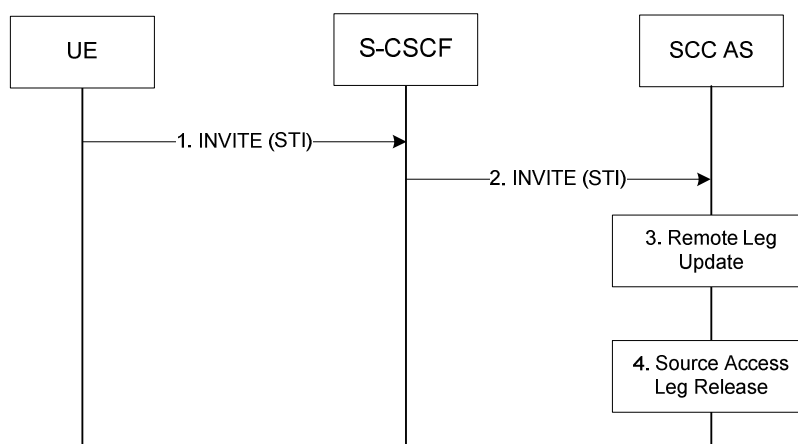 UE
S-CSCF
SCC AS
1. INVITE (STI)
2. INVITE (STI)
3. Remote Leg
Update
4. Source Access
Leg Release